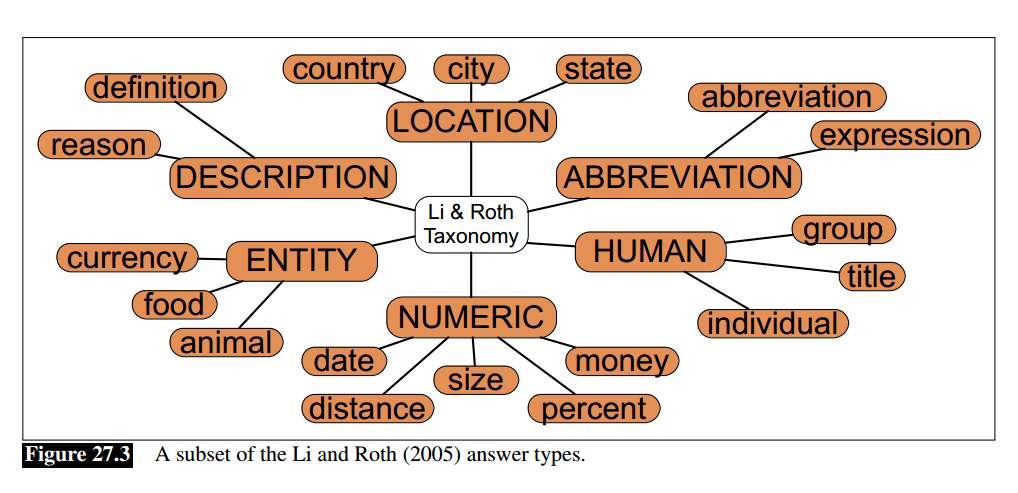 country
city
state
definition
abbreviation
LOCATION
expression
reason
DESCRIPTION
ABBREVIATION
Li & Roth
Taxonomy
group
HUMAN
currency
ENTITY
title
food
NUMERIC
individual
animal
date
money
size
distance
percent
Figure 27.3 A subset of the Li and Roth (2005) answer types.